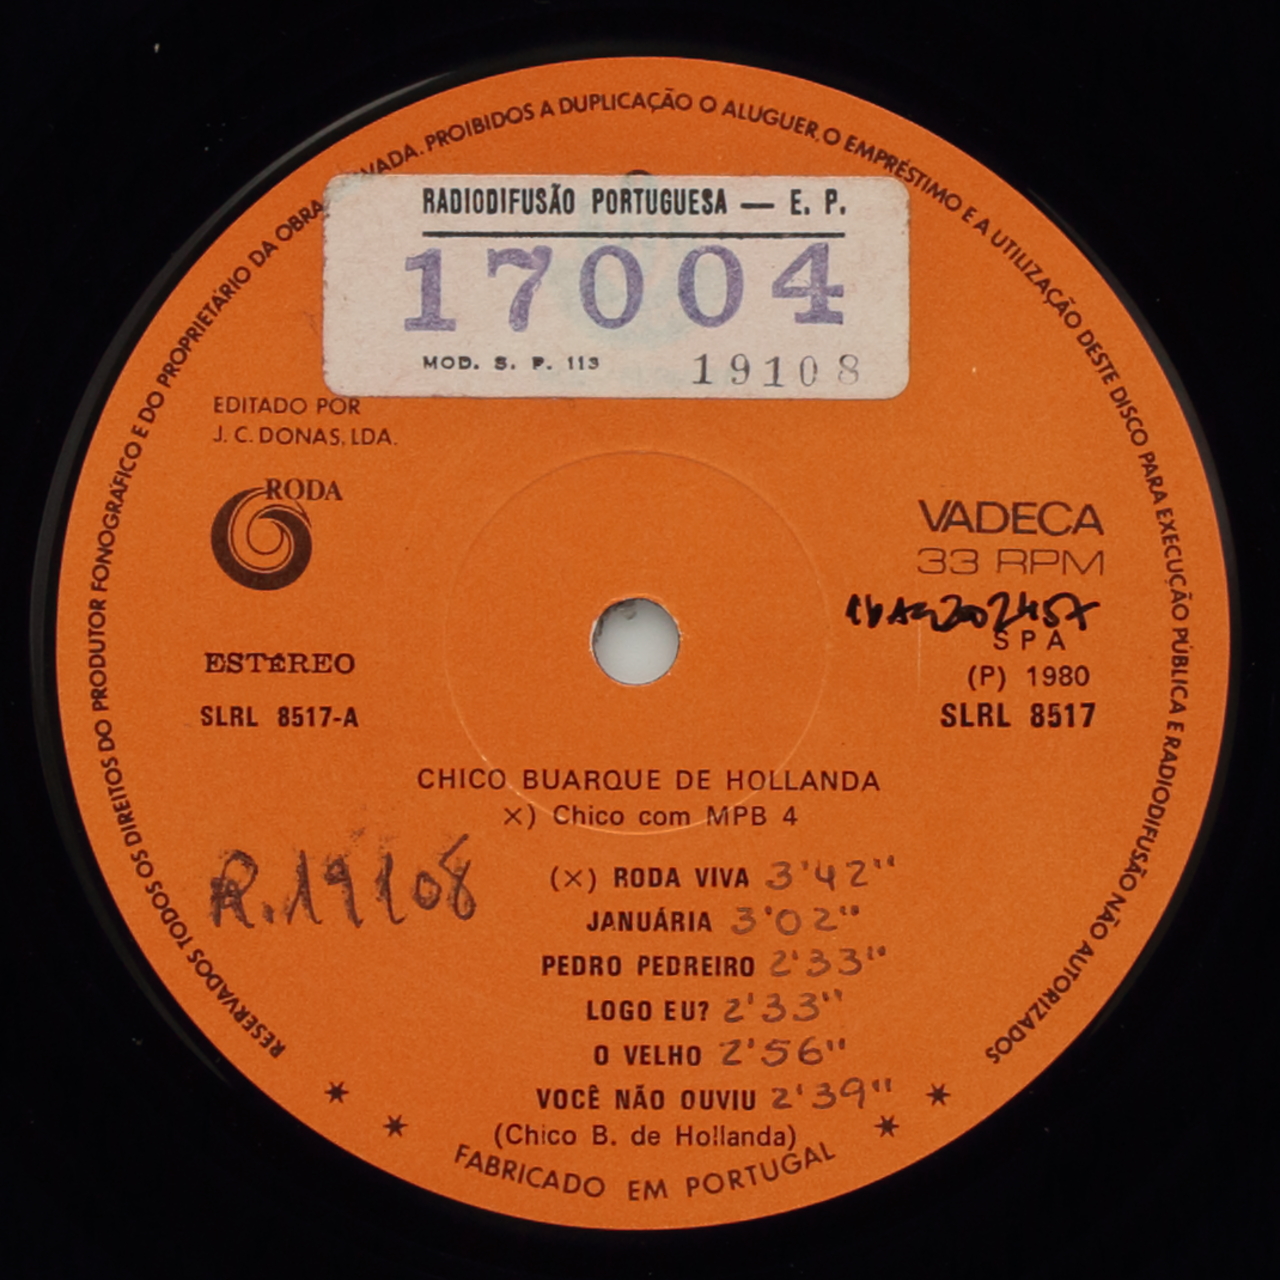 RESERVADOS TODOS OS DIREITOS DO PRODUTOR FONOGRÁFICO E DO PROPRIETÁRIO DA OBRA VADA. PROIBIDOS A DUPLICAÇÃO O ALUGUER, O EMPRÉSTIMO E A UTILIZAÇÃO DESTE DISCO PARA EXECUÇÃO PÚBLICA E RADIODIFUSÃO NÃO AUTORIZADOS
RADIODIFUSÃO PORTUGUESA — E. P.
17004
MOD. S. P. 113 19108
EDITADO POR
J. C. DONAS, LDA.
RODA
VADECA
33 RPM
SPA
ESTÉREO
(P) 1980
SLRL 8517-A
SLRL 8517
CHICO BUARQUE DE HOLLANDA
×) Chico com MPB 4
R. 19108
(×) RODA VIVA 3'42"
JANUÁRIA 3'02"
PEDRO PEDREIRO 2'33"
LOGO EU? 2'33"
O VELHO 2'56"
VOCÊ NÃO OUVIU 2'39"
(Chico B. de Hollanda)
FABRICADO EM PORTUGAL